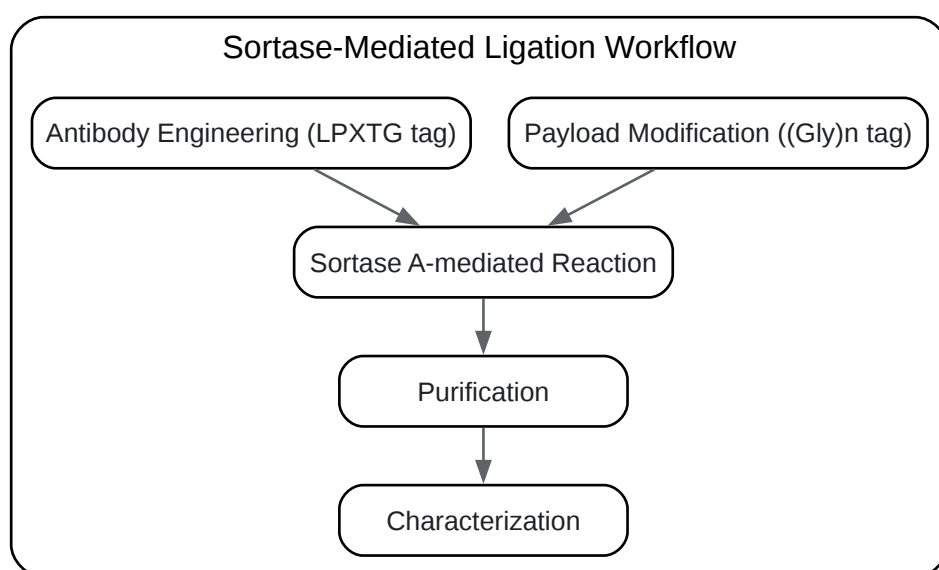 Sortase-Mediated Ligation Workflow
Antibody Engineering (LPXTG tag)
Payload Modification ((Gly)n tag)
Sortase A-mediated Reaction
Purification
Characterization